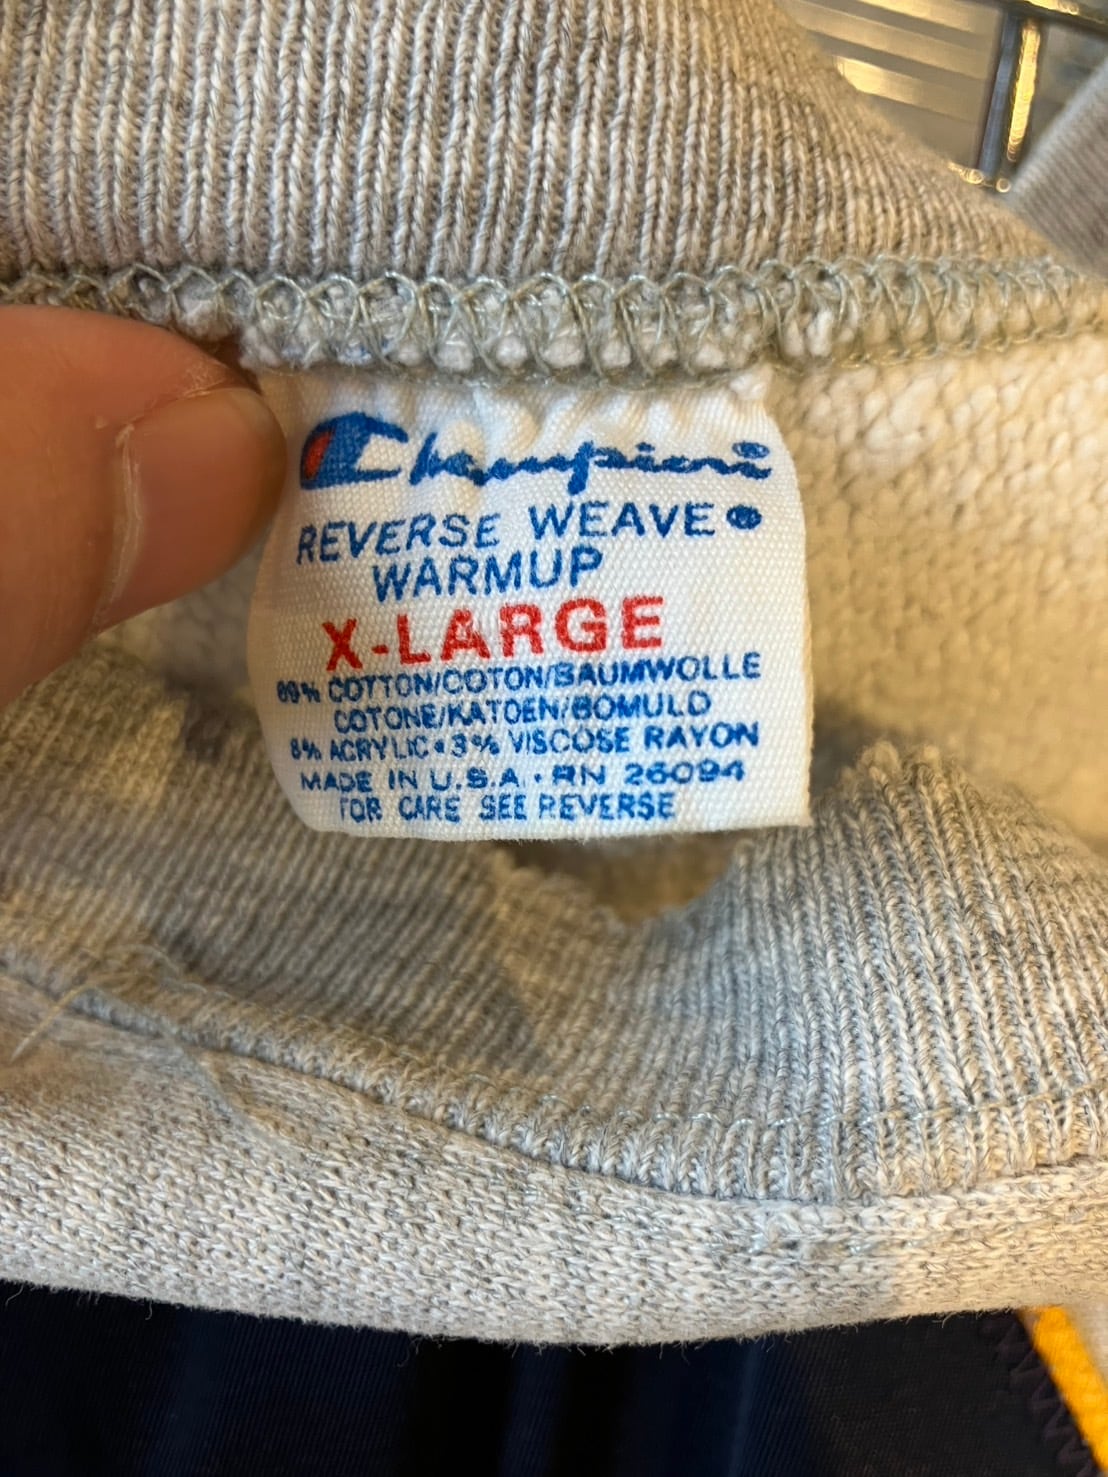 Champion®
REVERSE WEAVE®
WARMUP
X-LARGE
89% COTTON/COTON/BAUMWOLLE
COTONE/KATOEN/BOMULD
8% ACRYLIC • 3% VISCOSE RAYON
MADE IN U.S.A. • RN 26094
FOR CARE SEE REVERSE